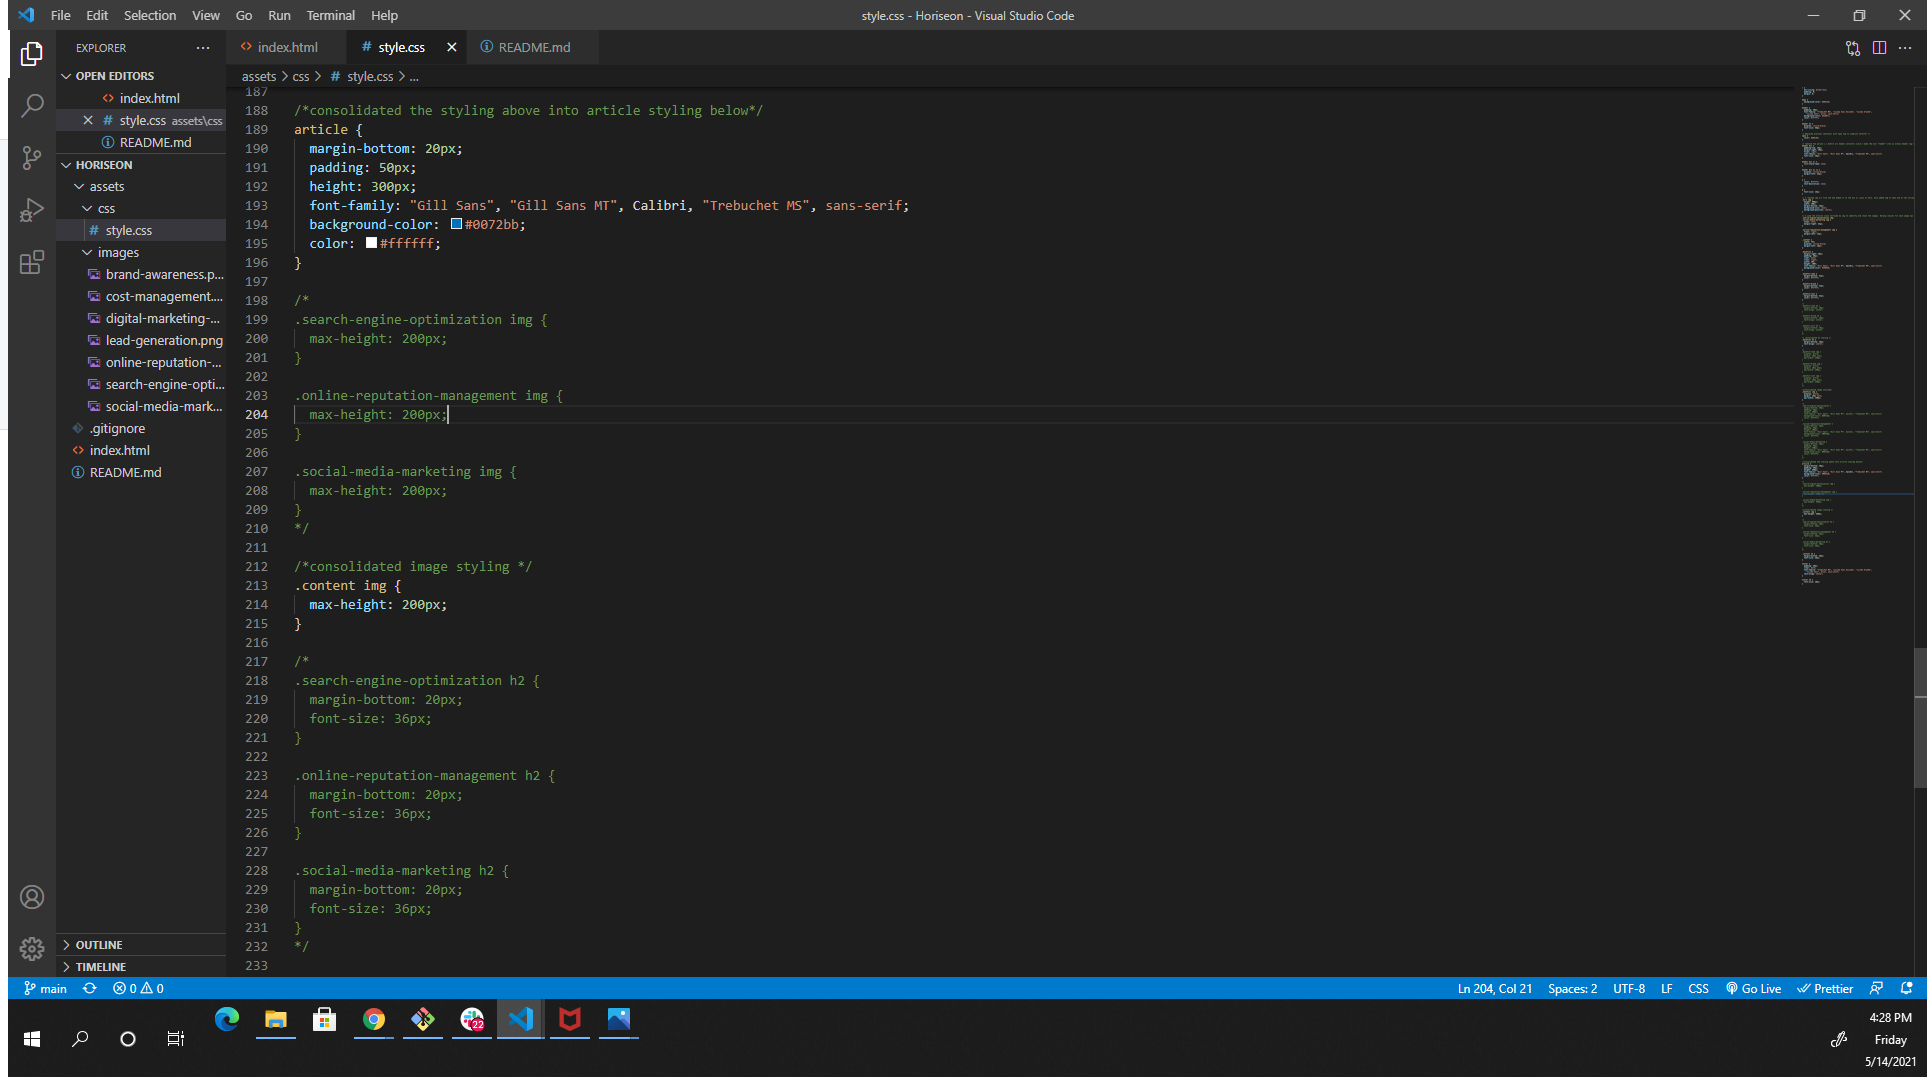 File Edit Selection View Go Run Terminal Help
style.css - Horiseon - Visual Studio Code
EXPLORER
index.html
style.css
README.md
OPEN EDITORS
index.html
style.css assets\css
README.md
HORISEON
assets
css
style.css
images
brand-awareness.p...
cost-management....
digital-marketing-...
lead-generation.png
online-reputation-...
search-engine-opti...
social-media-mark...
.gitignore
index.html
README.md
OUTLINE
TIMELINE
assets > css > # style.css > ...
187
188 /*consolidated the styling above into article styling below*/
189 article {
190 margin-bottom: 20px;
191 padding: 50px;
192 height: 300px;
193 font-family: "Gill Sans", "Gill Sans MT", Calibri, "Trebuchet MS", sans-serif;
194 background-color: #0072bb;
195 color: #ffffff;
196 }
197
198 /*
199 .search-engine-optimization img {
200 max-height: 200px;
201 }
202
203 .online-reputation-management img {
204 max-height: 200px;
205 }
206
207 .social-media-marketing img {
208 max-height: 200px;
209 }
210 */
211
212 /*consolidated image styling */
213 .content img {
214 max-height: 200px;
215 }
216
217 /*
218 .search-engine-optimization h2 {
219 margin-bottom: 20px;
220 font-size: 36px;
221 }
222
223 .online-reputation-management h2 {
224 margin-bottom: 20px;
225 font-size: 36px;
226 }
227
228 .social-media-marketing h2 {
229 margin-bottom: 20px;
230 font-size: 36px;
231 }
232 */
233
main 0 0
Ln 204, Col 21 Spaces: 2 UTF-8 LF CSS Go Live Prettier
22
4:28 PM
Friday
5/14/2021